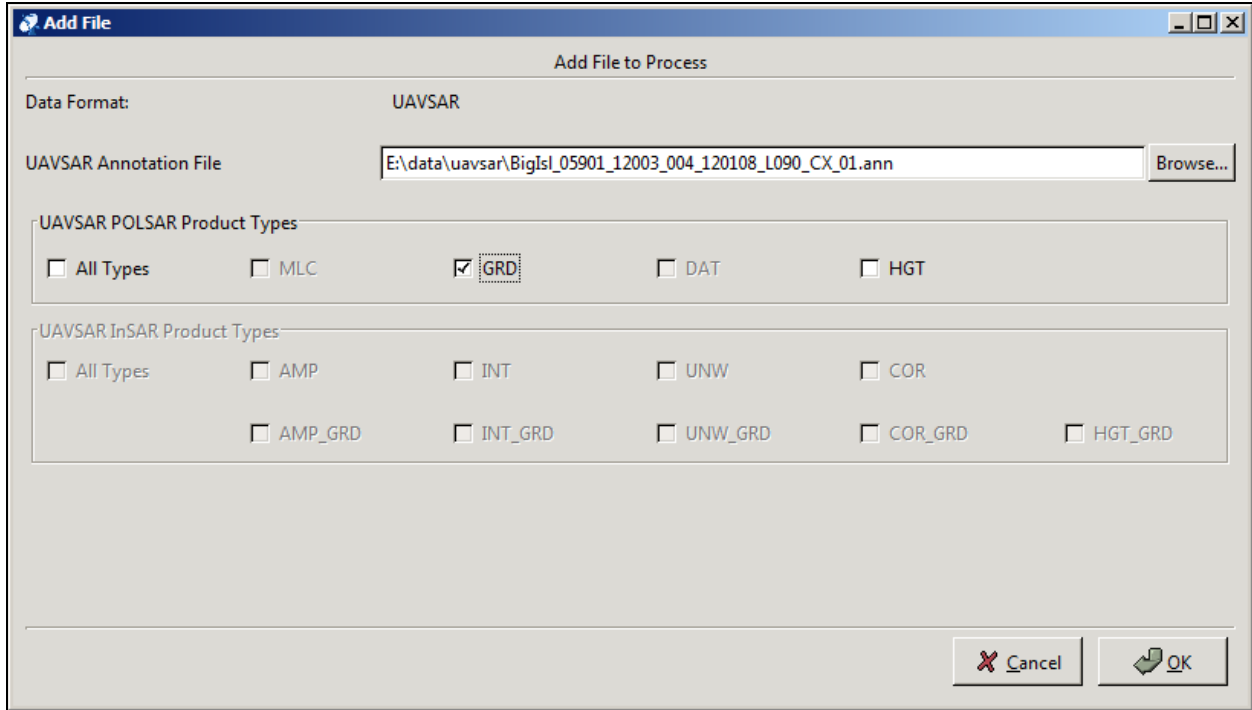 Add File
Add File to Process
Data Format: UAVSAR
UAVSAR Annotation File E:\data\uavsar\BigIsl_05901_12003_004_120108_L090_CX_01.ann Browse...
UAVSAR POLSAR Product Types
All Types MLC GRD DAT HGT
UAVSAR InSAR Product Types
All Types AMP INT UNW COR
AMP_GRD INT_GRD UNW_GRD COR_GRD HGT_GRD
Cancel OK